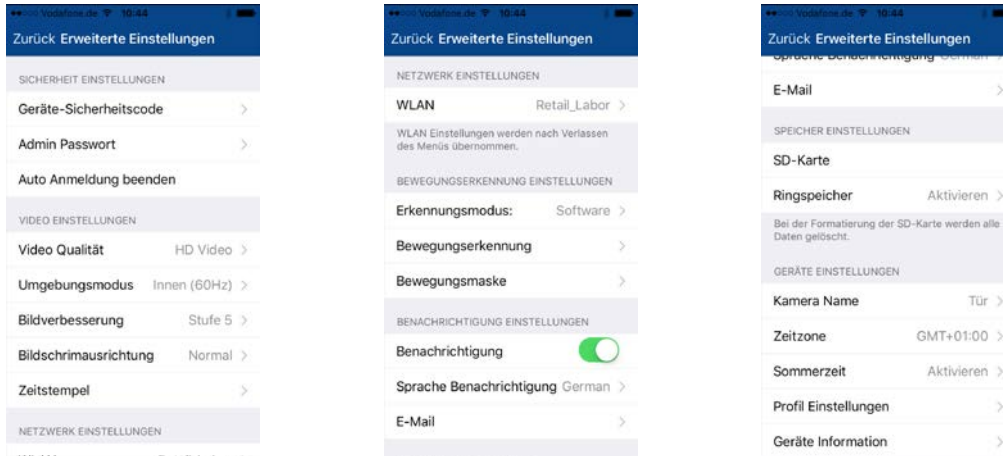 Vodafone.de 10:44
Zurück Erweiterte Einstellungen
SICHERHEIT EINSTELLUNGEN
Geräte-Sicherheitscode
Admin Passwort
Auto Anmeldung beenden
VIDEO EINSTELLUNGEN
Video Qualität HD Video
Umgebungsmodus Innen (60Hz)
Bildverbesserung Stufe 5
Bildschrimausrichtung Normal
Zeitstempel
NETZWERK EINSTELLUNGEN
Vodafone.de 10:44
Zurück Erweiterte Einstellungen
NETZWERK EINSTELLUNGEN
WLAN Retail_Labor
WLAN Einstellungen werden nach Verlassen
des Menüs übernommen.
BEWEGUNGSERKENNUNG EINSTELLUNGEN
Erkennungsmodus: Software
Bewegungserkennung
Bewegungsmaske
BENACHRICHTIGUNG EINSTELLUNGEN
Benachrichtigung
Sprache Benachrichtigung German
E-Mail
Vodafone.de 10:44
Zurück Erweiterte Einstellungen
Sprache Benachrichtigung German
E-Mail
SPEICHER EINSTELLUNGEN
SD-Karte
Ringspeicher Aktivieren
Bei der Formatierung der SD-Karte werden alle
Daten gelöscht.
GERÄTE EINSTELLUNGEN
Kamera Name Tür
Zeitzone GMT+01:00
Sommerzeit Aktivieren
Profil Einstellungen
Geräte Information